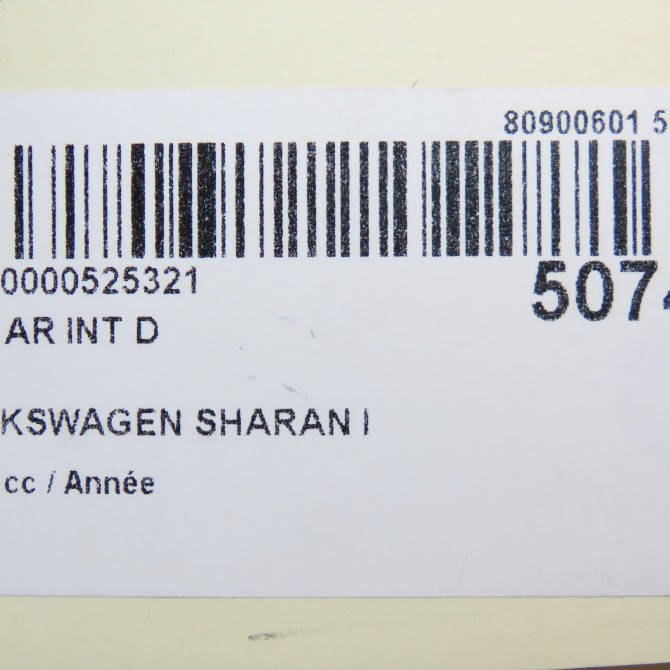 80900601 5
0000525321
5074
AR INT D
KSWAGEN SHARAN I
cc / Année